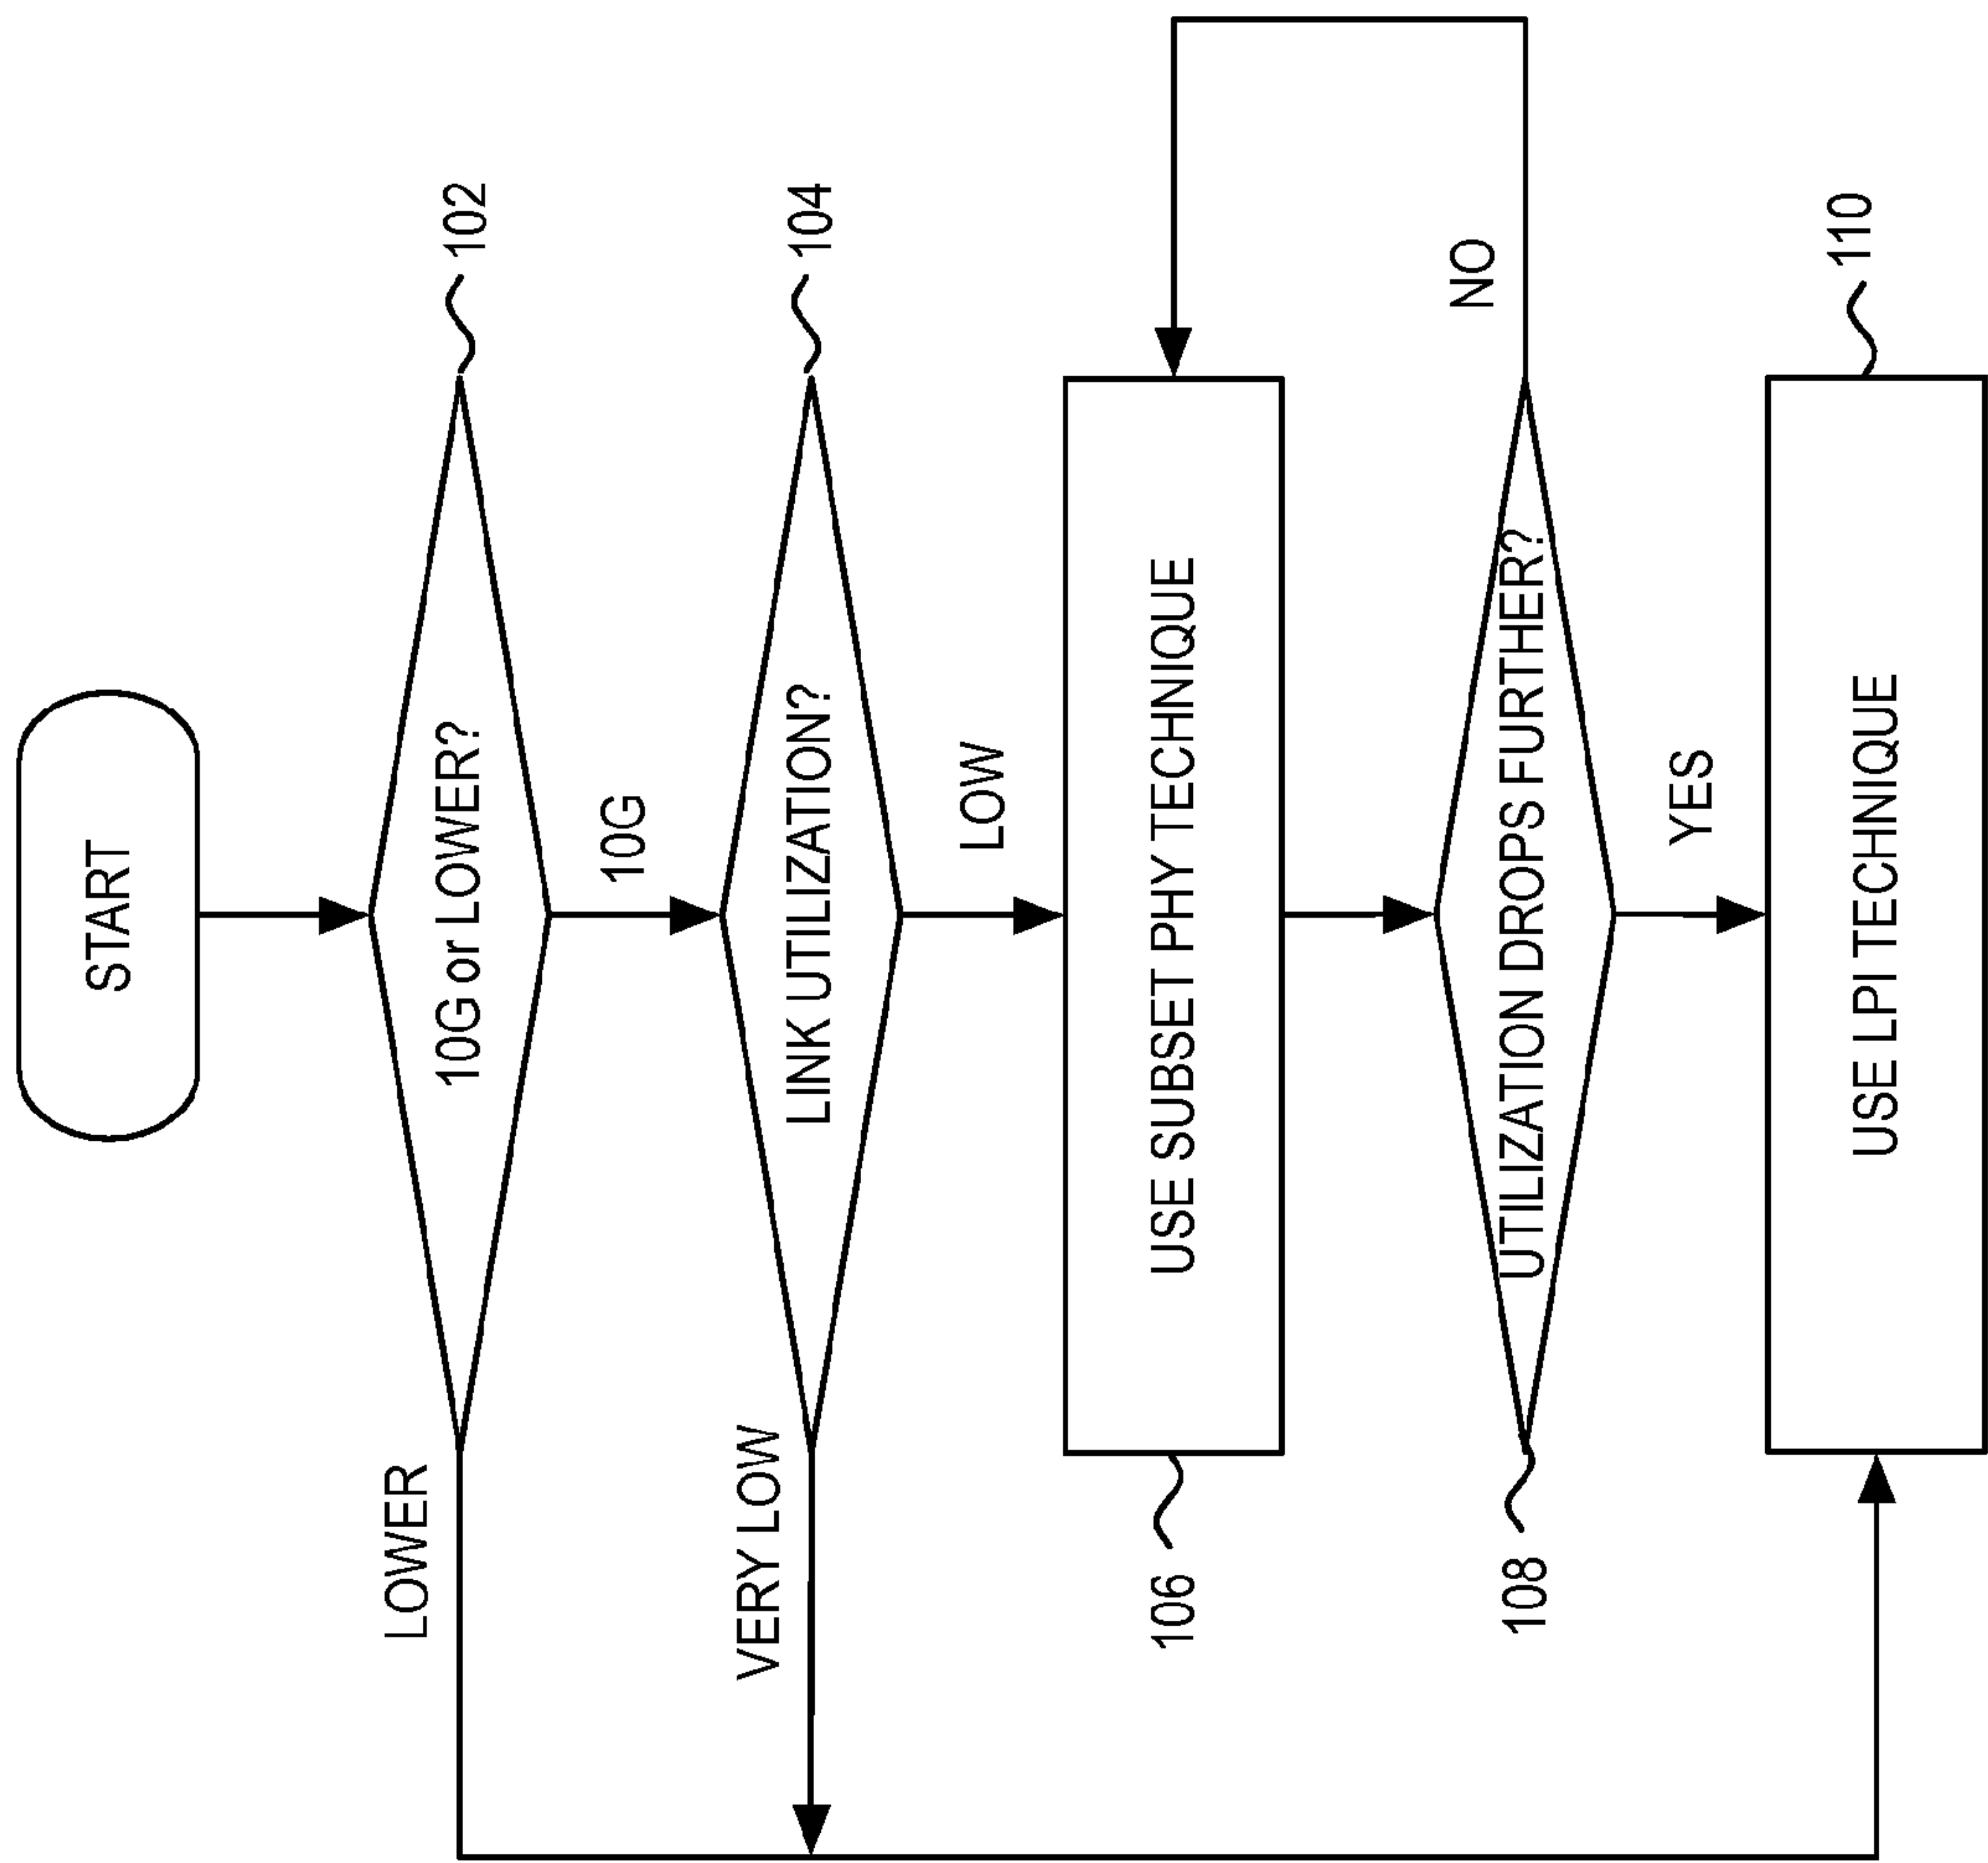 START
10G or LOWER?
102
LOWER
10G
LINK UTILIZATION?
104
VERY LOW
LOW
USE SUBSET PHY TECHNIQUE
106
UTILIZATION DROPS FURTHER?
108
NO
YES
USE LPI TECHNIQUE
110